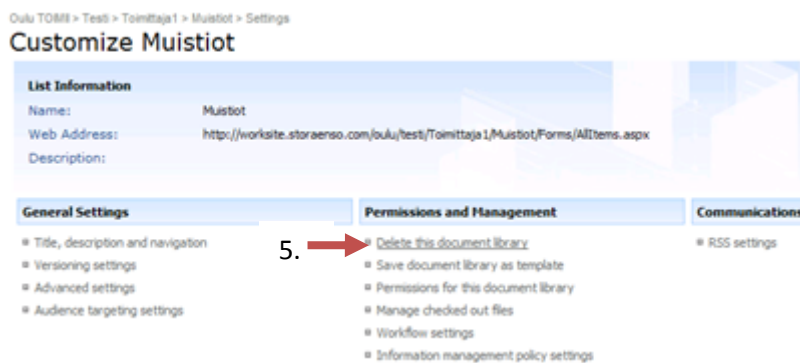 Oulu TOIMII > Testi > Toimittaja1 > Muistiot > Settings
Customize Muistiot
List Information
Name: Muistiot
Web Address: http://worksite.storaenso.com/oulu/testi/Toimittaja1/Muistiot/Forms/AllItems.aspx
Description:
General Settings
Title, description and navigation
Versioning settings
Advanced settings
Audience targeting settings
5.
Permissions and Management
Delete this document library
Save document library as template
Permissions for this document library
Manage checked out files
Workflow settings
Information management policy settings
Communications
RSS settings